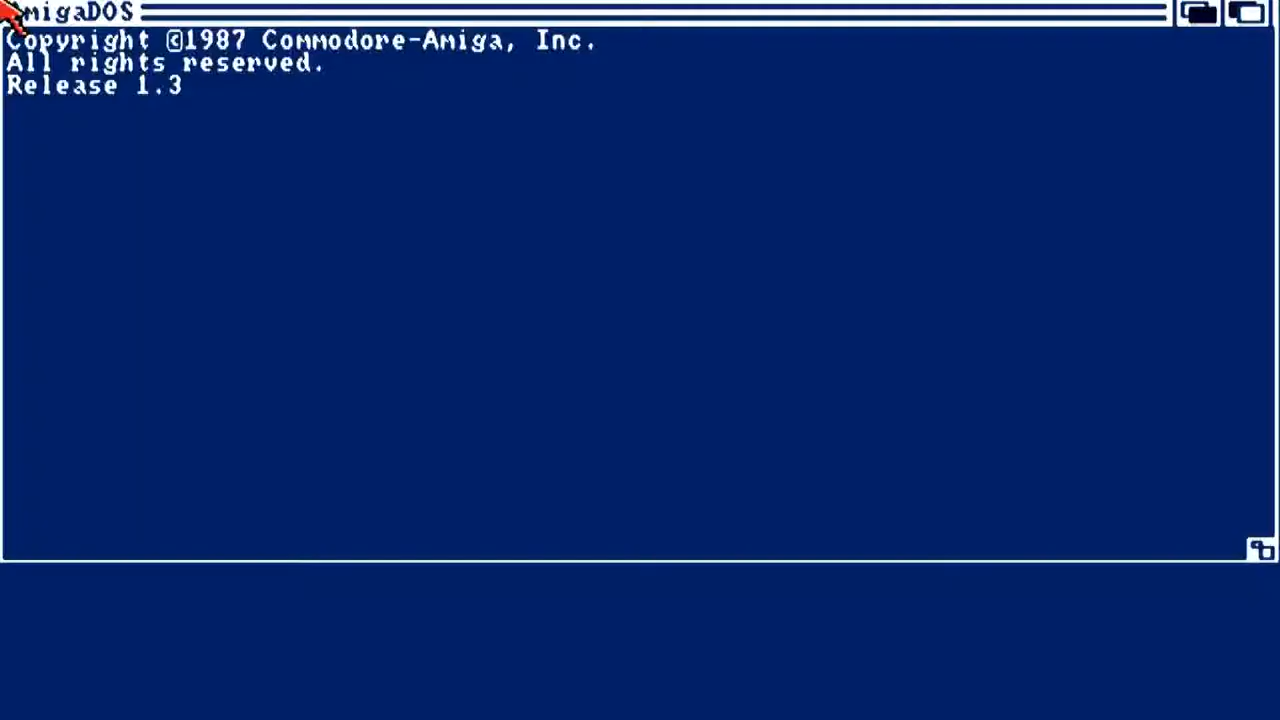 AmigaDOS
Copyright ©1987 Commodore-Amiga, Inc.
All rights reserved.
Release 1.3